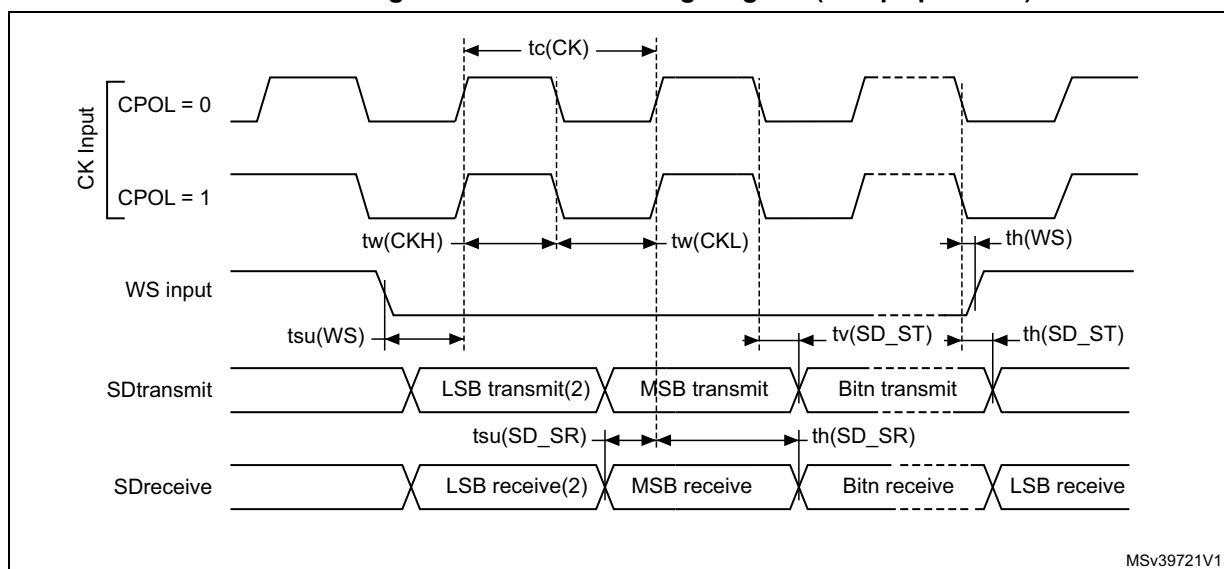 tc(CK)
CPOL = 0
CK Input
CPOL = 1
tw(CKH)
tw(CKL)
th(WS)
WS input
tsu(WS)
tv(SD_ST)
th(SD_ST)
SDtransmit
LSB transmit(2)
MSB transmit
Bitn transmit
tsu(SD_SR)
th(SD_SR)
SDreceive
LSB receive(2)
MSB receive
Bitn receive
LSB receive
MSv39721V1